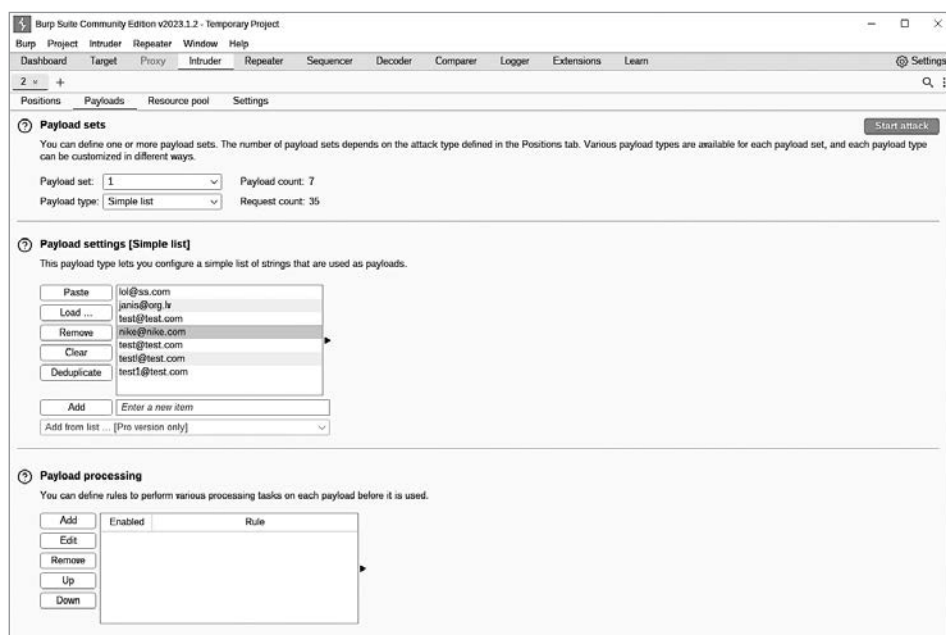 Burp Suite Community Edition v2023.1.2 - Temporary Project
Burp Project Intruder Repeater Window Help
Dashboard Target Proxy Intruder Repeater Sequencer Decoder Comparer Logger Extensions Learn Settings
2 +
Positions Payloads Resource pool Settings
? Payload sets Start attack
You can define one or more payload sets. The number of payload sets depends on the attack type defined in the Positions tab. Various payload types are available for each payload set, and each payload type
can be customized in different ways.
Payload set: 1 Payload count: 7
Payload type: Simple list Request count: 35
? Payload settings [Simple list]
This payload type lets you configure a simple list of strings that are used as payloads.
Paste
Load ...
Remove
Clear
Deduplicate
lol@ss.com
janis@org.lv
test@test.com
nike@nike.com
test@test.com
test!@test.com
test1@test.com
Add Enter a new item
Add from list ... [Pro version only]
? Payload processing
You can define rules to perform various processing tasks on each payload before it is used.
Add
Edit
Remove
Up
Down
Enabled Rule